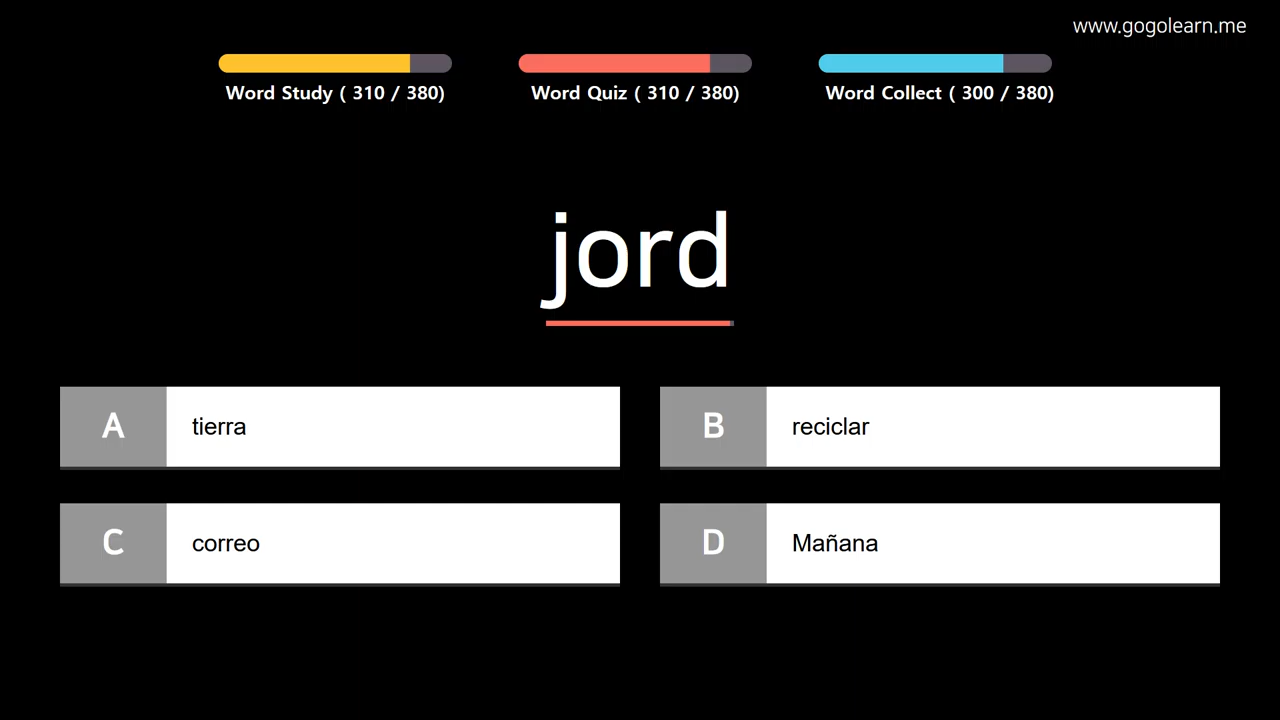 www.gogolearn.me
Word Study ( 310 / 380)
Word Quiz ( 310 / 380)
Word Collect ( 300 / 380)
jord
A tierra
B reciclar
C correo
D Mañana